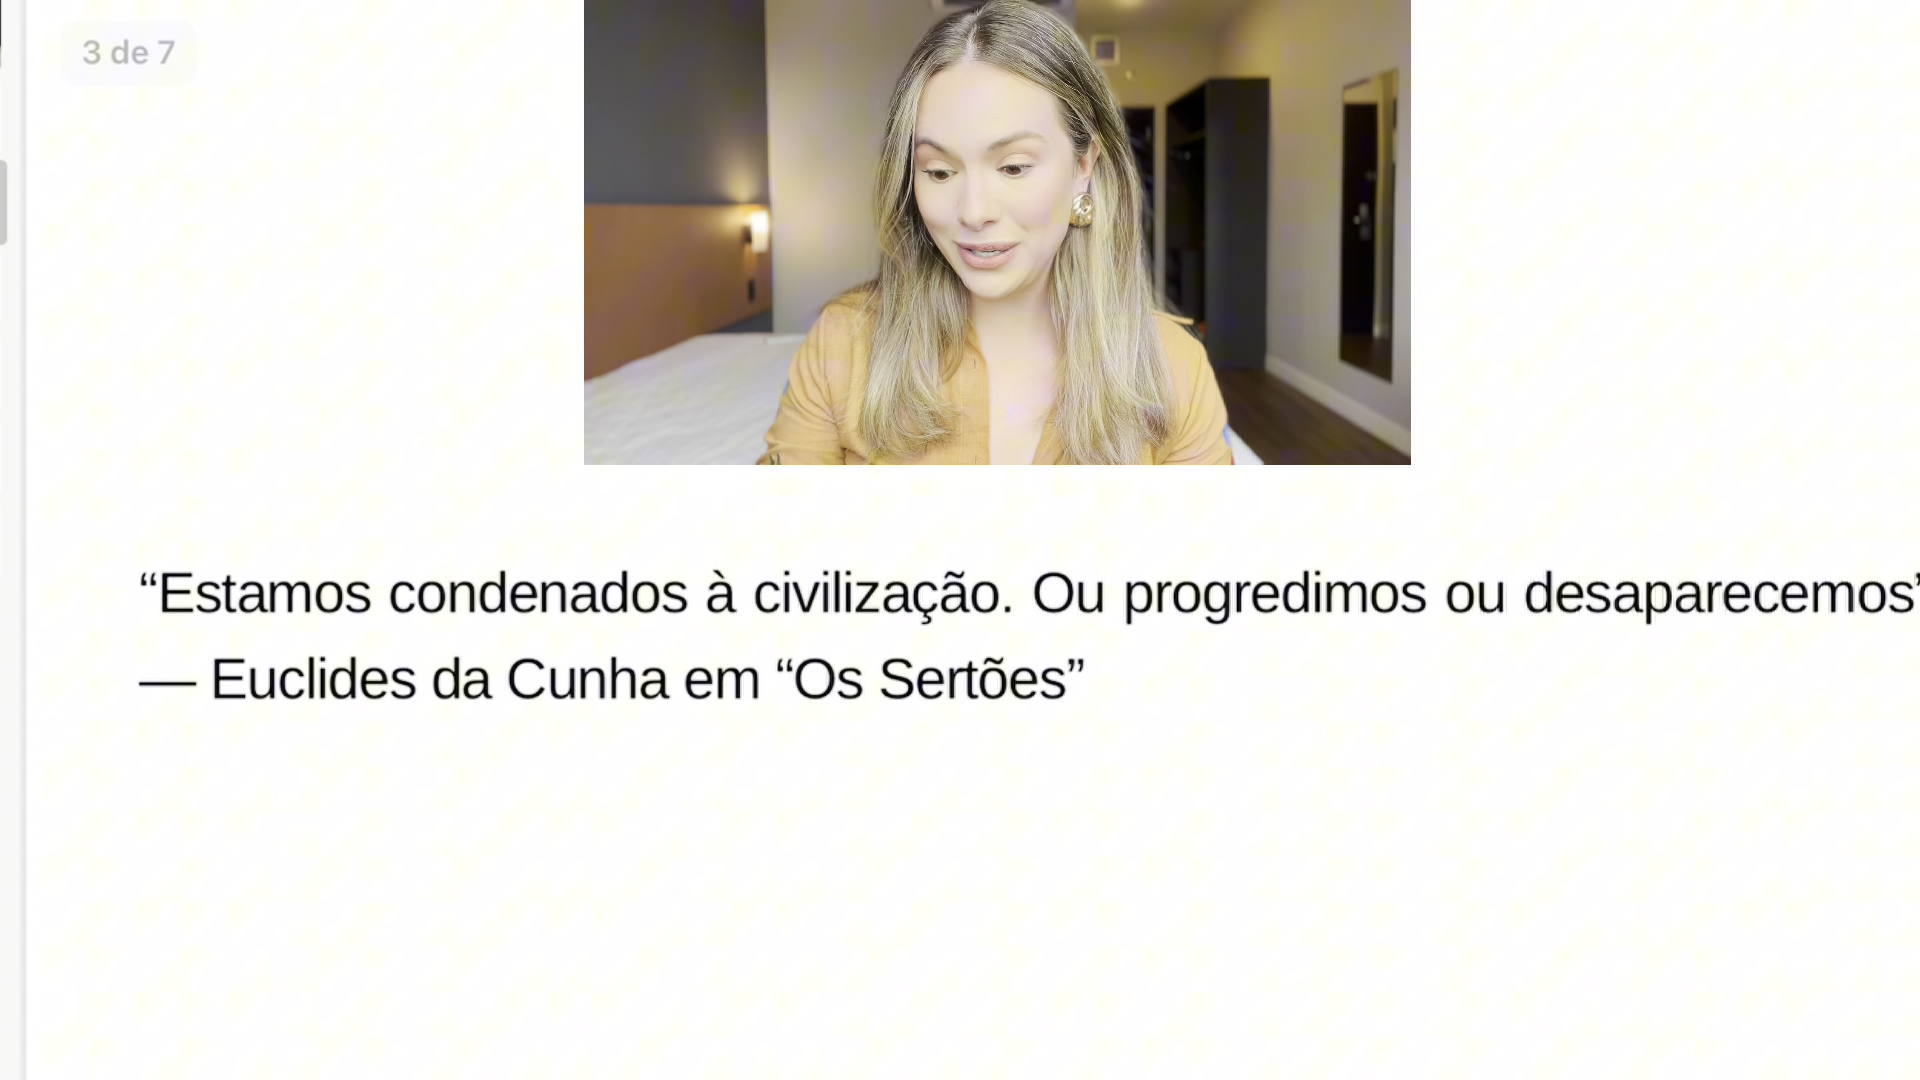 3 de 7
“Estamos condenados à civilização. Ou progredimos ou desaparecemos”
— Euclides da Cunha em “Os Sertões”